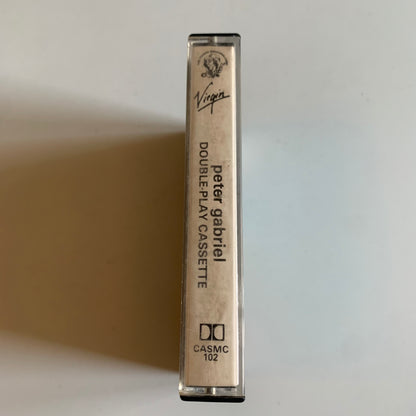 Virgin
peter gabriel
DOUBLE-PLAY CASSETTE
CASMC
102